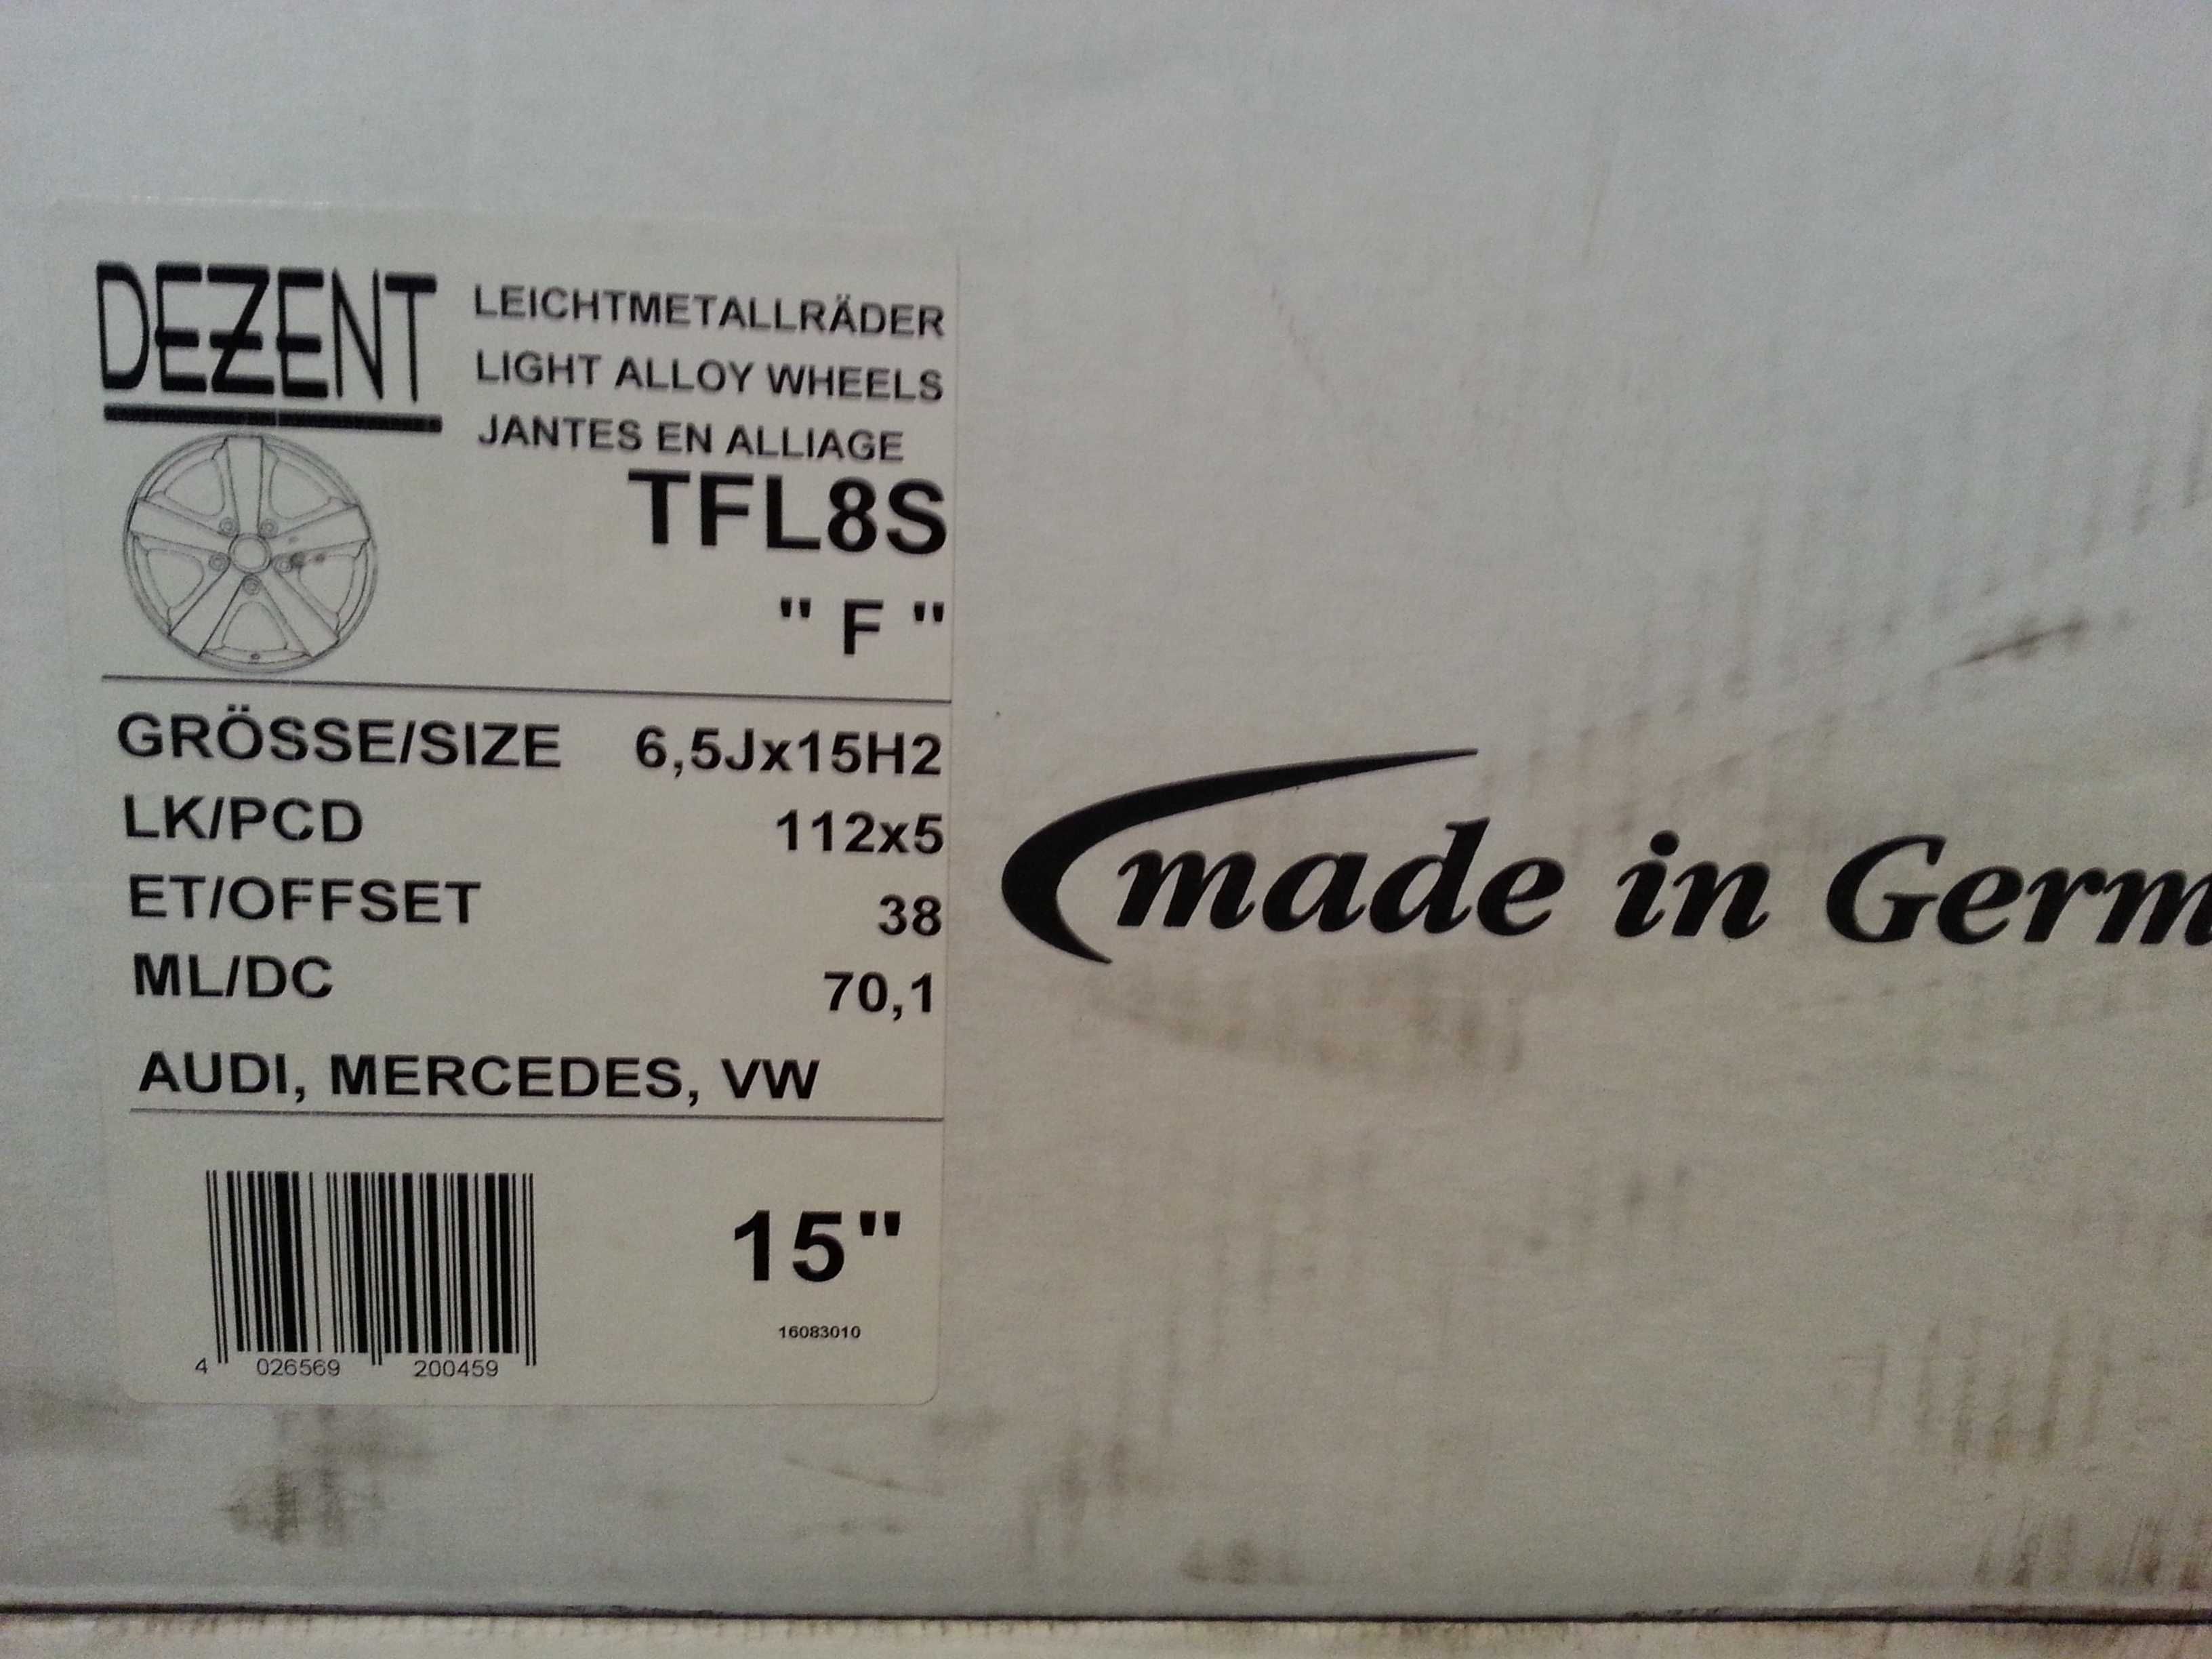 DEZENT
LEICHTMETALLRÄDER
LIGHT ALLOY WHEELS
JANTES EN ALLIAGE
TFL8S
" F "
GRÖSSE/SIZE 6,5Jx15H2
LK/PCD 112x5
ET/OFFSET 38
ML/DC 70,1
AUDI, MERCEDES, VW
15"
16083010
4 026569 200459
made in Germ